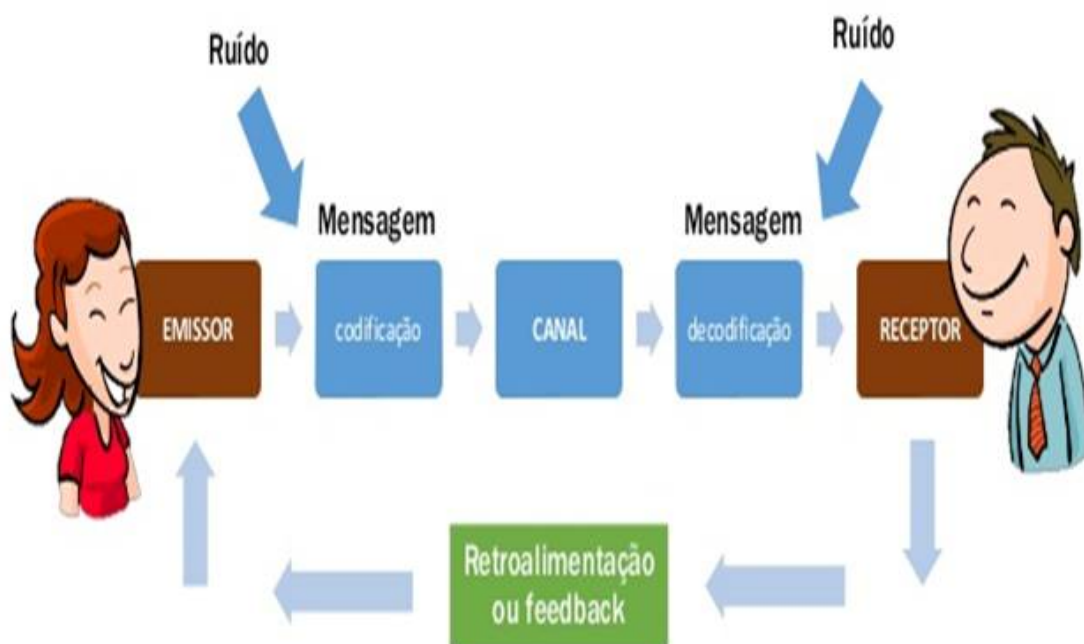 Ruído
Ruído
Mensagem
Mensagem
EMISSOR
codificação
CANAL
decodificação
RECEPTOR
Retroalimentação
ou feedback